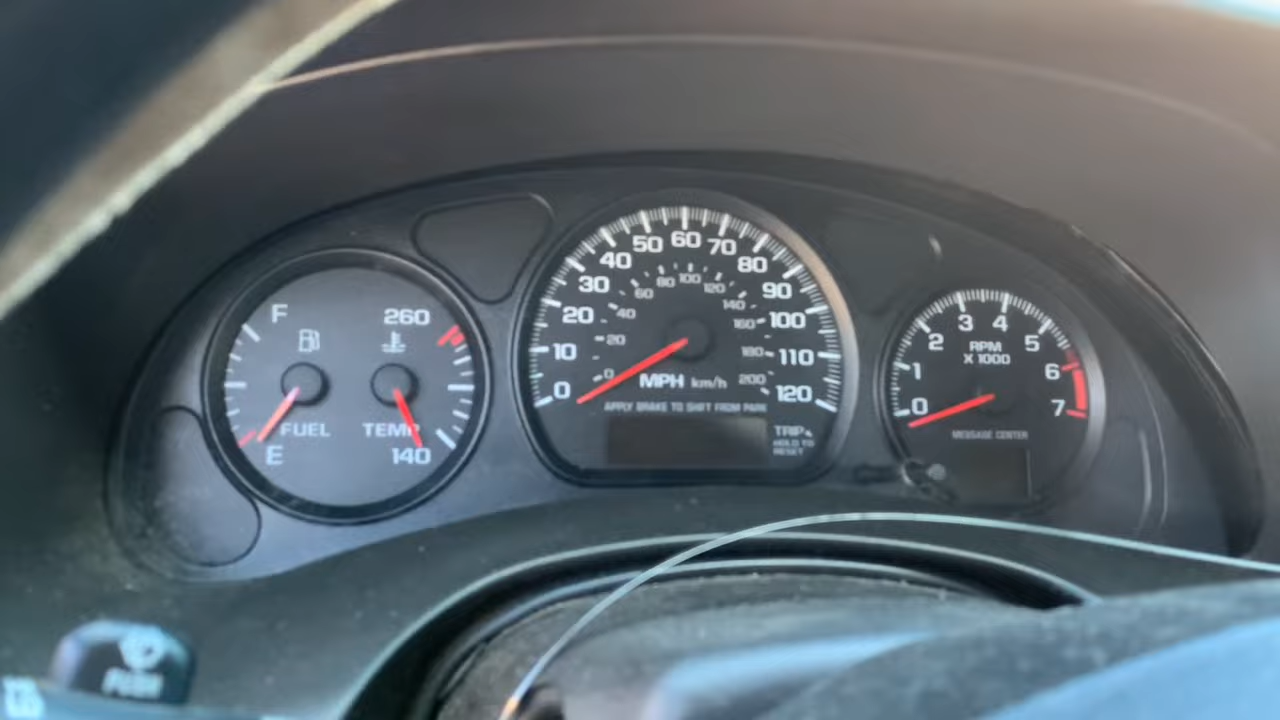 F
260
FUEL
TEMP
E
140
0
10
20
30
40
50
60
70
80
90
100
110
120
0
20
40
60
80
100
120
140
160
180
200
MPH km/h
APPLY BRAKE TO SHIFT FROM PARK
TRIP
HOLD TO
RESET
0
1
2
3
4
5
6
7
RPM
X 1000
MESSAGE CENTER
PUSH